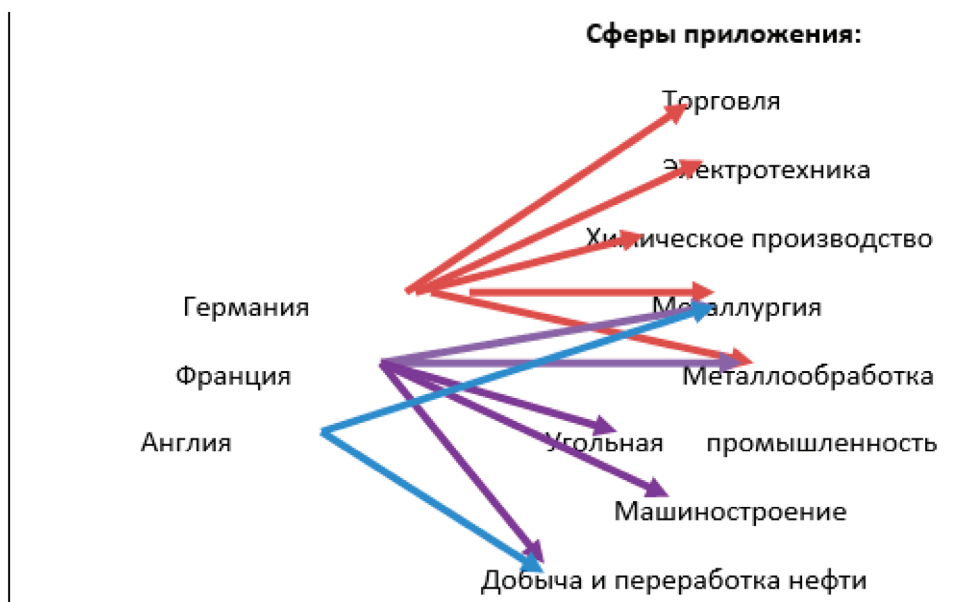 Сферы приложения:
Торговля
Электротехника
Химическое производство
Германия Металлургия
Франция Металлообработка
Англия Угольная промышленность
Машиностроение
Добыча и переработка нефти